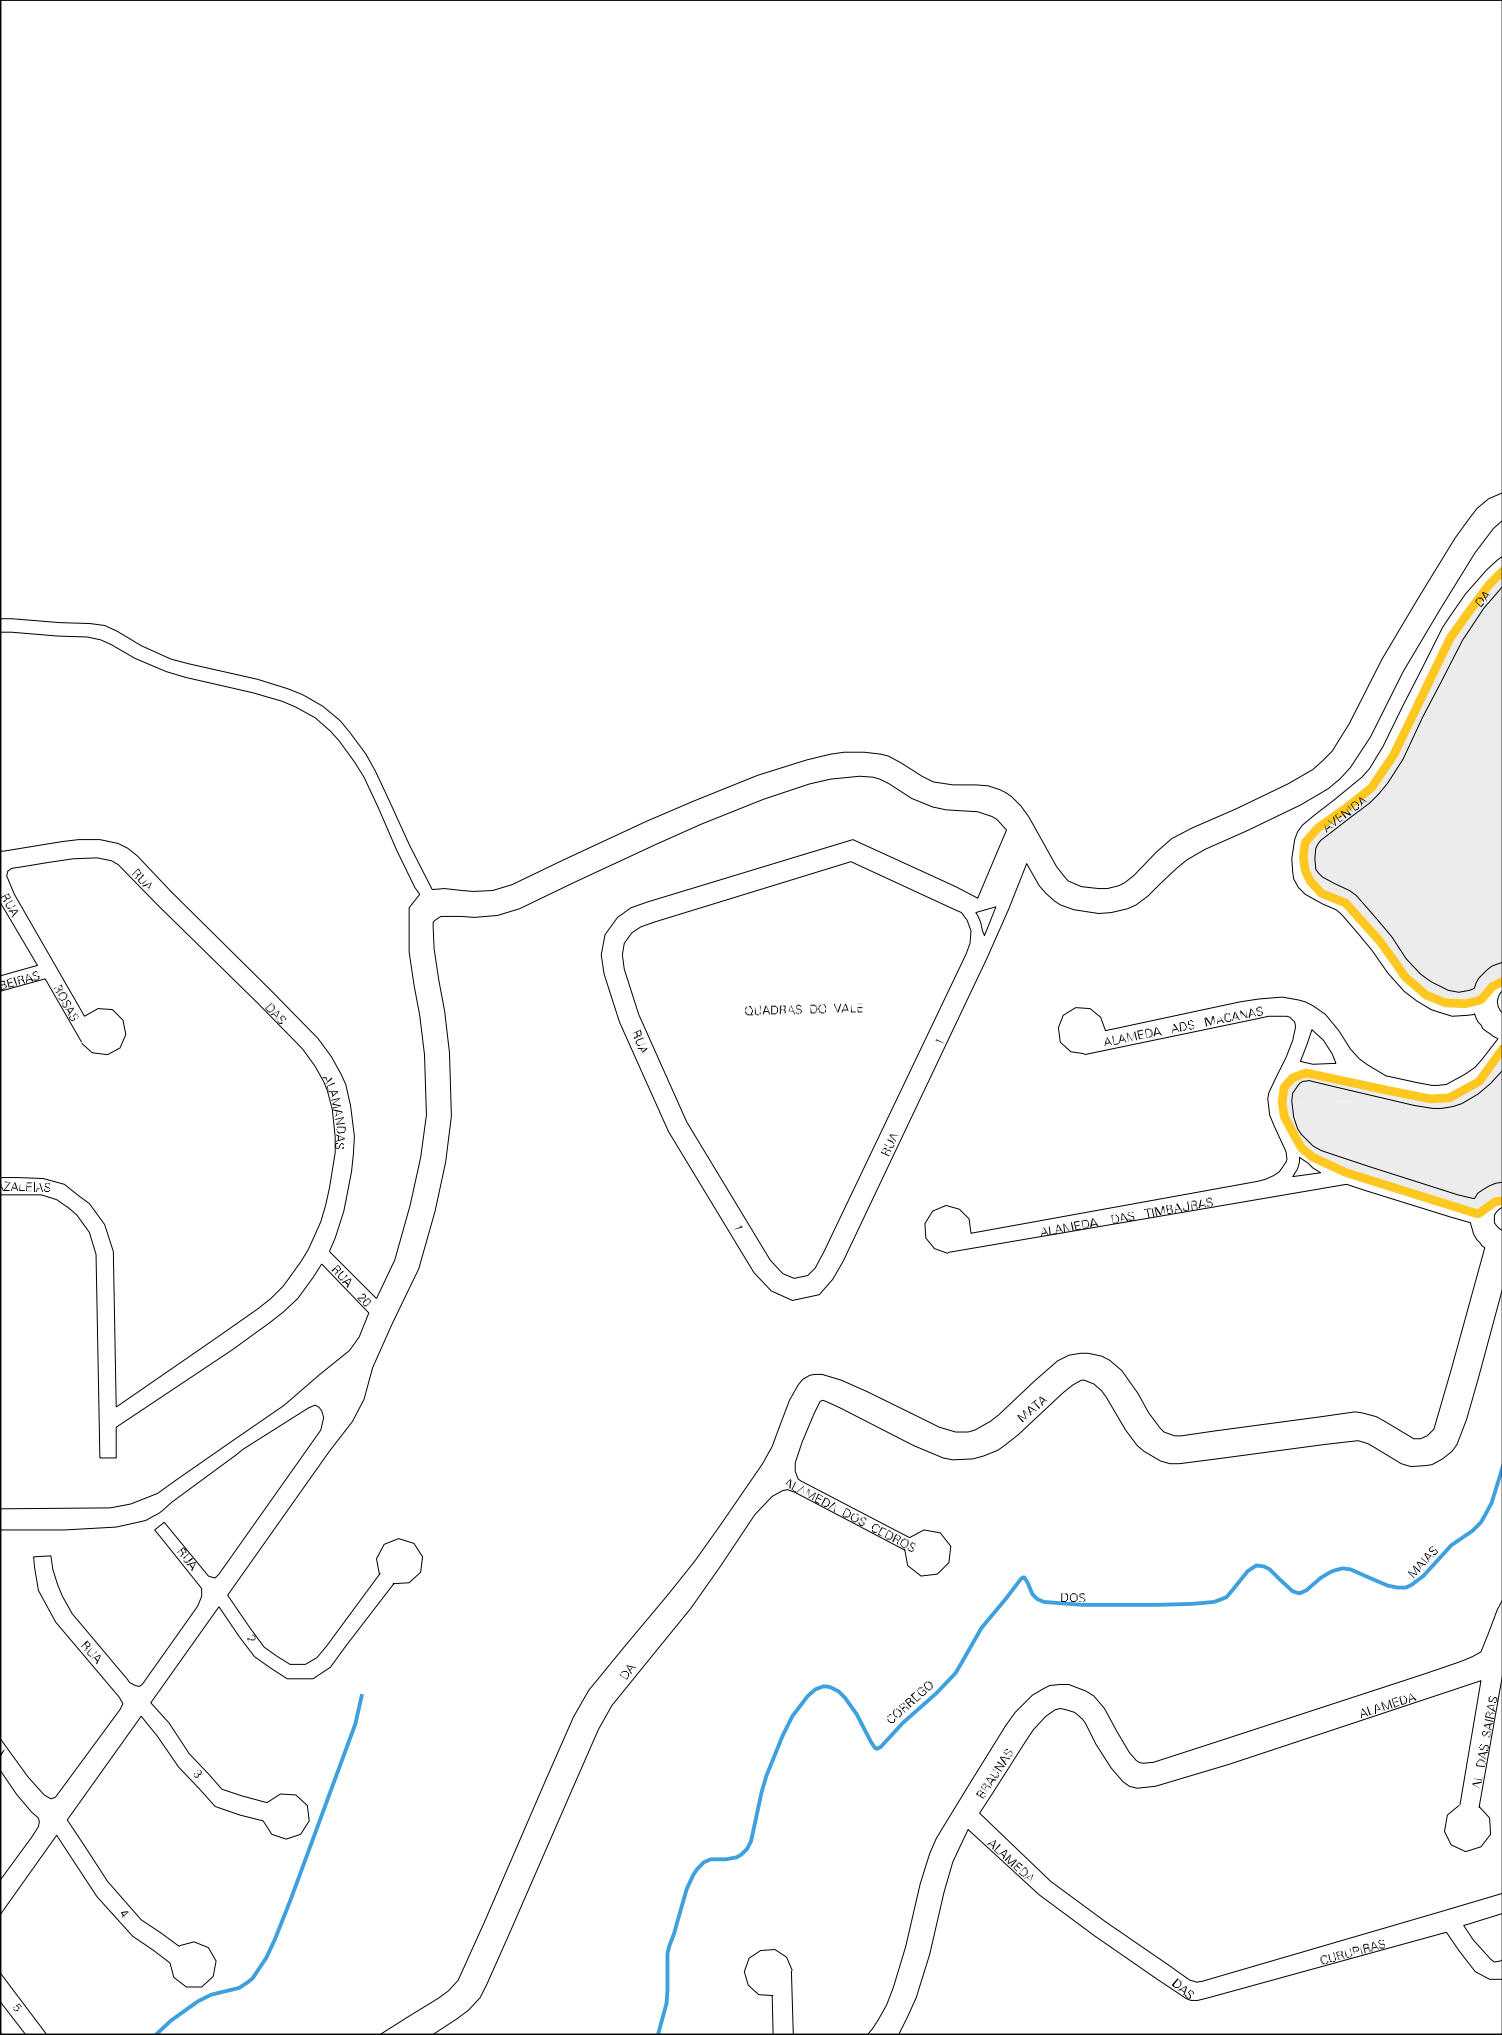 DA
AVENIDA
RUA
RUA
BEIRAS
ROSAS
DAS
QUADRAS DO VALE
ALAMEDA ADS MACANAS
RUA
1
ALAMANDAS
RUA
AZALEIAS
ALAMEDA DAS TIMBAJBAS
1
RUA 20
MATA
ALAMEDA DOS CEDROS
RUA
MAIAS
DOS
2
RUA
DA
CORREGO
ALAMEDA
AL DAS SAIRAS
BRAUNAS
3
ALAMEDA
4
CURUPIRAS
DAS
5